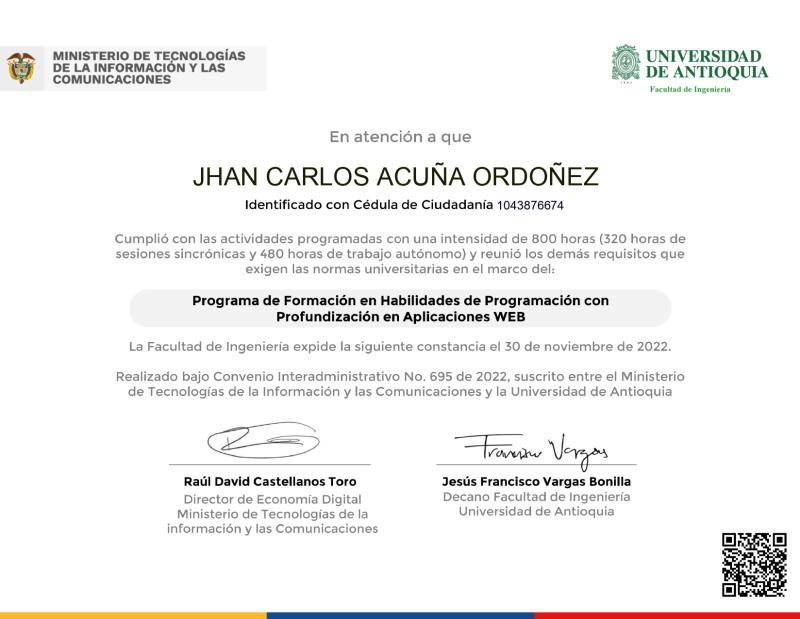 MINISTERIO DE TECNOLOGÍAS
DE LA INFORMACIÓN Y LAS
COMUNICACIONES
UNIVERSIDAD
DE ANTIOQUIA
Facultad de Ingeniería
En atención a que
JHAN CARLOS ACUÑA ORDOÑEZ
Identificado con Cédula de Ciudadanía 1043876674
Cumplió con las actividades programadas con una intensidad de 800 horas (320 horas de
sesiones sincrónicas y 480 horas de trabajo autónomo) y reunió los demás requisitos que
exigen las normas universitarias en el marco del:
Programa de Formación en Habilidades de Programación con
Profundización en Aplicaciones WEB
La Facultad de Ingeniería expide la siguiente constancia el 30 de noviembre de 2022.
Realizado bajo Convenio Interadministrativo No. 695 de 2022, suscrito entre el Ministerio
de Tecnologías de la Información y las Comunicaciones y la Universidad de Antioquia
Francisco Vargas
Raúl David Castellanos Toro
Director de Economía Digital
Ministerio de Tecnologías de la
información y las Comunicaciones
Jesús Francisco Vargas Bonilla
Decano Facultad de Ingeniería
Universidad de Antioquia